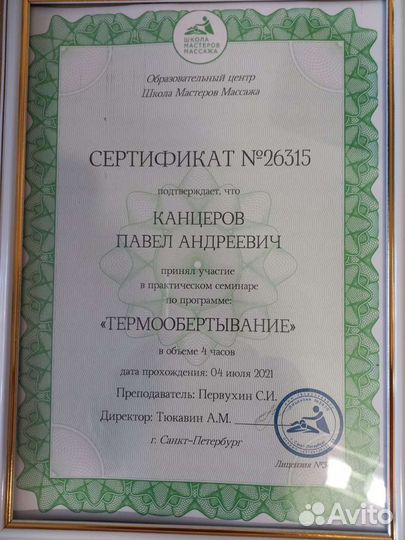 ШКОЛА
МАСТЕРОВ
МАССАЖА
Образовательный центр
Школа Мастеров Массажа
СЕРТИФИКАТ №26315
подтверждает, что
КАНЦЕРОВ
ПАВЕЛ АНДРЕЕВИЧ
принял участие
в практическом семинаре
по программе:
«ТЕРМООБЕРТЫВАНИЕ»
в объеме 4 часов
дата прохождения: 04 июля 2021
Преподаватель: Первухин С.И.
Директор: Тюкавин А.М.
г. Санкт-Петербург
Лицензия
Avito